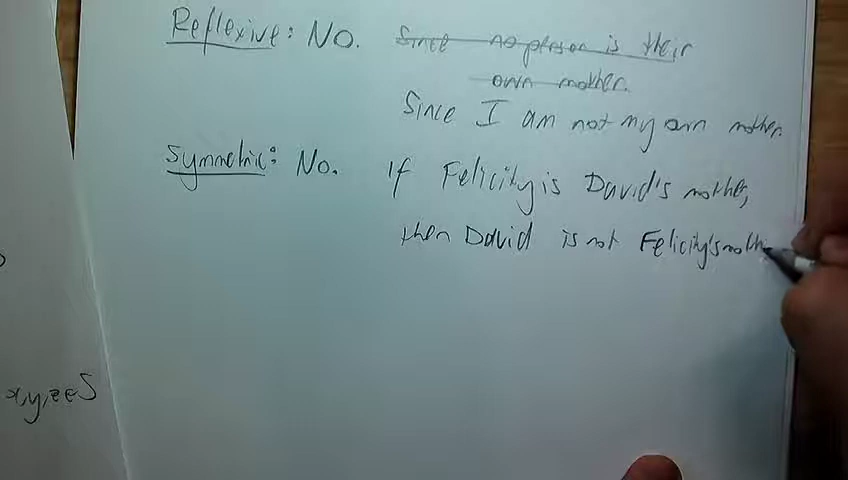 Reflexive: No. Since no person is their
own mother.
Since I am not my own mother.
Symmetric: No. If Felicity is David's mother,
then David is not Felicity's moth
x,y,z∈S